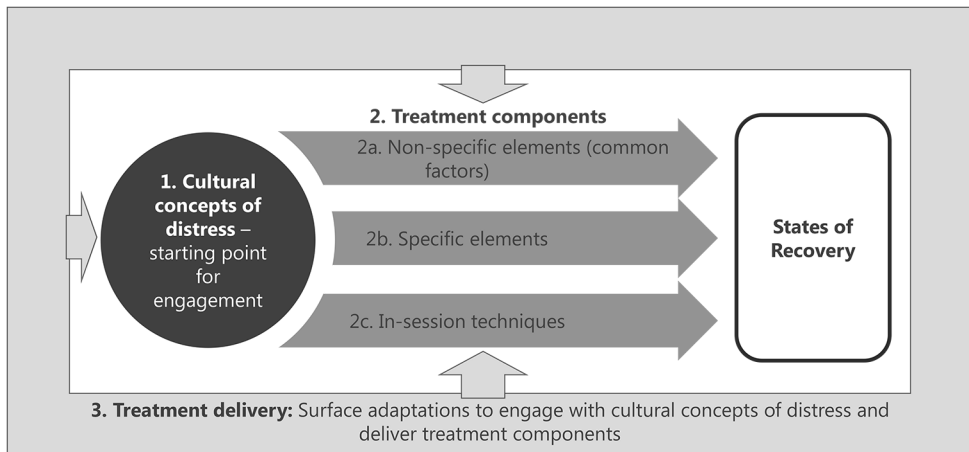 2. Treatment components
2a. Non-specific elements (common
factors)
1. Cultural
concepts of
distress –
starting point
for
engagement
2b. Specific elements
2c. In-session techniques
States of
Recovery
3. Treatment delivery: Surface adaptations to engage with cultural concepts of distress and
deliver treatment components